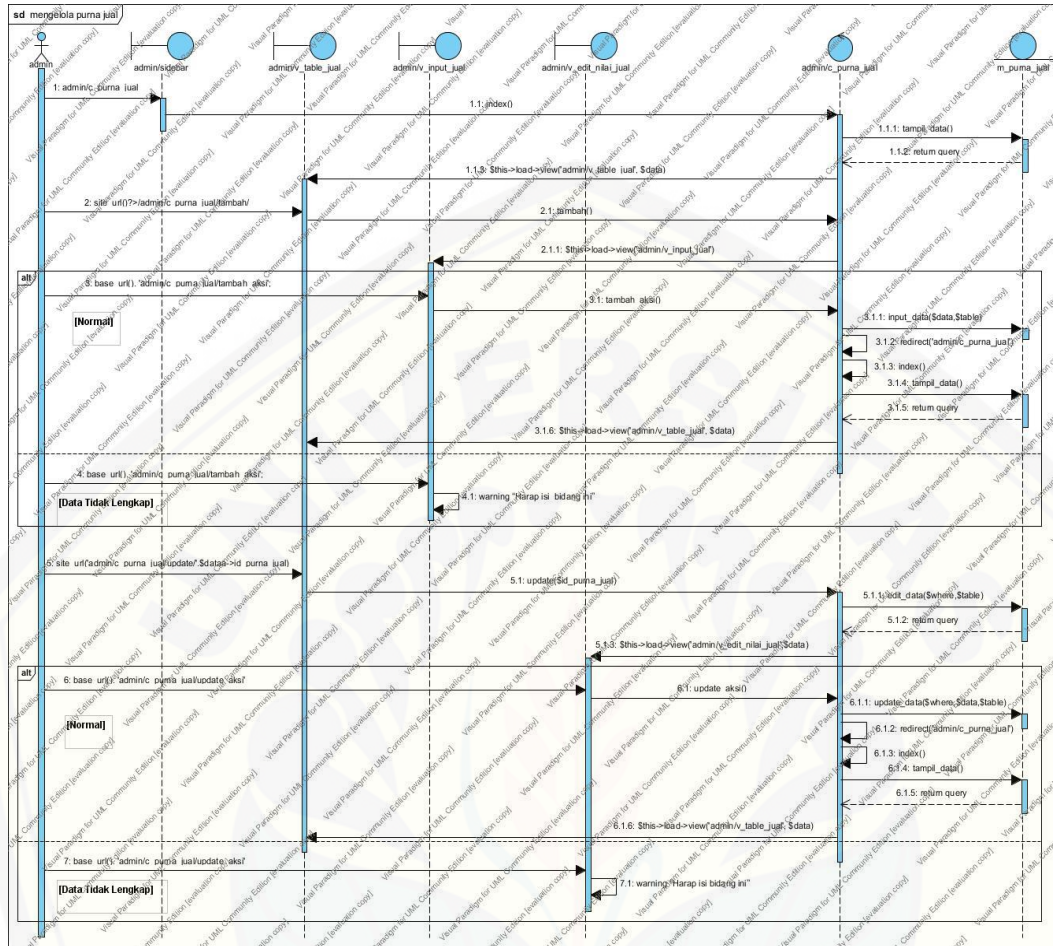 sd mengelola purna jual
admin
admin/sidebar
admin/v_table_jual
admin/v_input_jual
admin/v_edit_nilai_jual
admin/c_purna_jual
m_purna_jual
1: admin/c_purna_jual
1.1: index()
1.1.1: tampil_data()
1.1.2: return query
1.1.3: $this->load->view('admin/v_table_jual', $data)
2: site_url()?>/admin/c_purna_jual/tambah/
2.1: tambah()
2.1.1: $this->load->view('admin/v_input_jual')
alt
3: base_url(). 'admin/c_purna_jual/tambah_aksi';
[Normal]
3.1: tambah_aksi()
3.1.1: input_data($data,$table)
3.1.2: redirect('admin/c_purna_jual')
3.1.3: index()
3.1.4: tampil_data()
3.1.5: return query
3.1.6: $this->load->view('admin/v_table_jual', $data)
4: base_url(). 'admin/c_purna_jual/tambah_aksi';
[Data Tidak Lengkap]
4.1: warning "Harap isi bidang ini"
5: site_url('admin/c_purna_jual/update/'.$dataa->id_purna_jual)
5.1: update($id_purna_jual)
5.1.1: edit_data($where,$table)
5.1.2: return query
5.1.3: $this->load->view('admin/v_edit_nilai_jual',$data)
alt
6: base_url(). 'admin/c_purna_jual/update_aksi'
[Normal]
6.1: update_aksi()
6.1.1: update_data($where,$data,$table)
6.1.2: redirect('admin/c_purna_jual')
6.1.3: index()
6.1.4: tampil_data()
6.1.5: return query
6.1.6: $this->load->view('admin/v_table_jual', $data)
7: base_url(). 'admin/c_purna_jual/update_aksi'
[Data Tidak Lengkap]
7.1: warning "Harap isi bidang ini"
Visual Paradigm for UML Community Edition [evaluation copy]